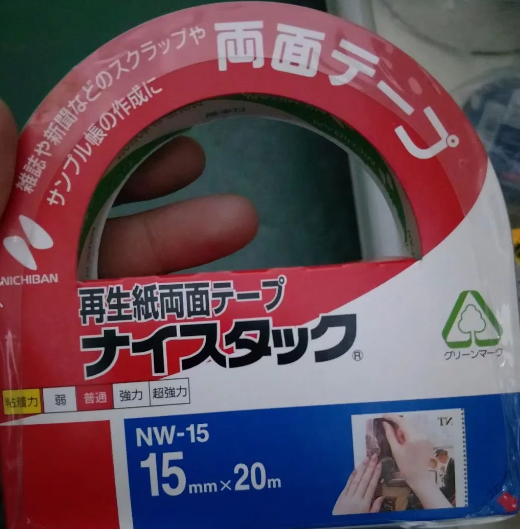 両面テープ
雑誌や新聞などのスクラップや
サンプル帳の作成に
NICHIBAN
再生紙両面テープ
ナイスタック®
グリーンマーク
粘着力 弱 普通 強力 超強力
NW-15
15mm×20m